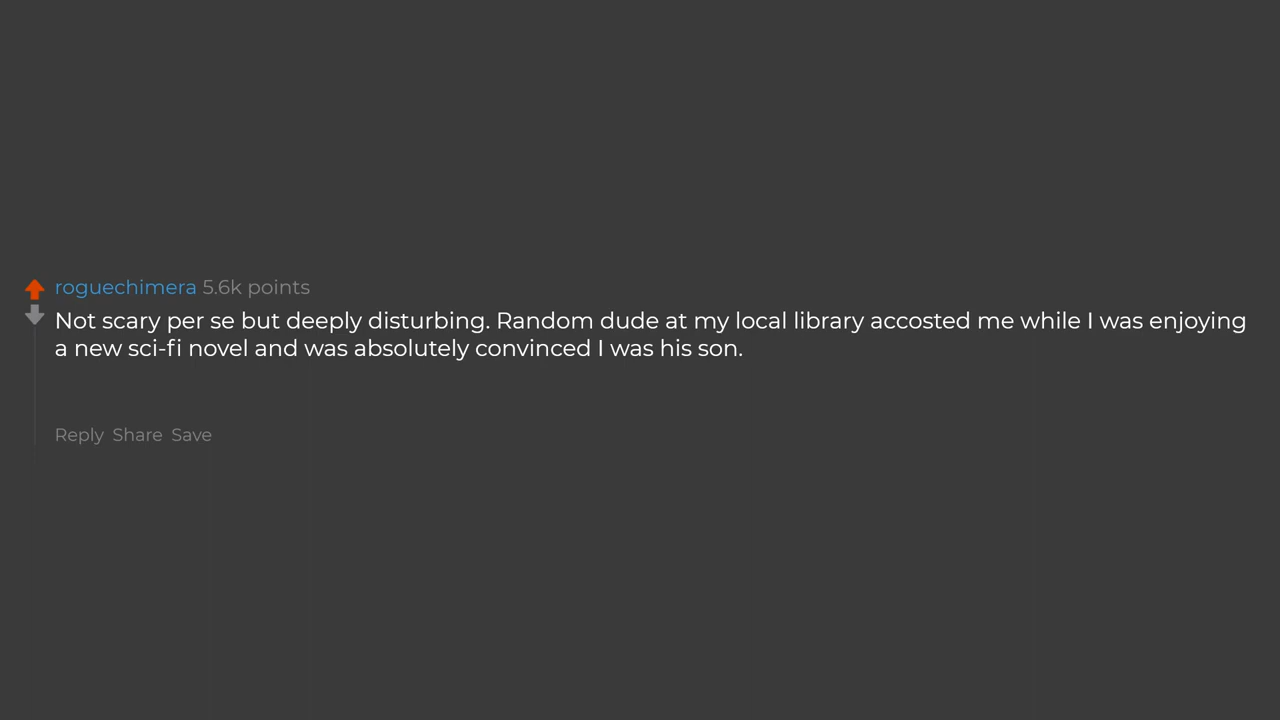 roguechimera 5.6k points
Not scary per se but deeply disturbing. Random dude at my local library accosted me while I was enjoying
a new sci-fi novel and was absolutely convinced I was his son.
Reply Share Save